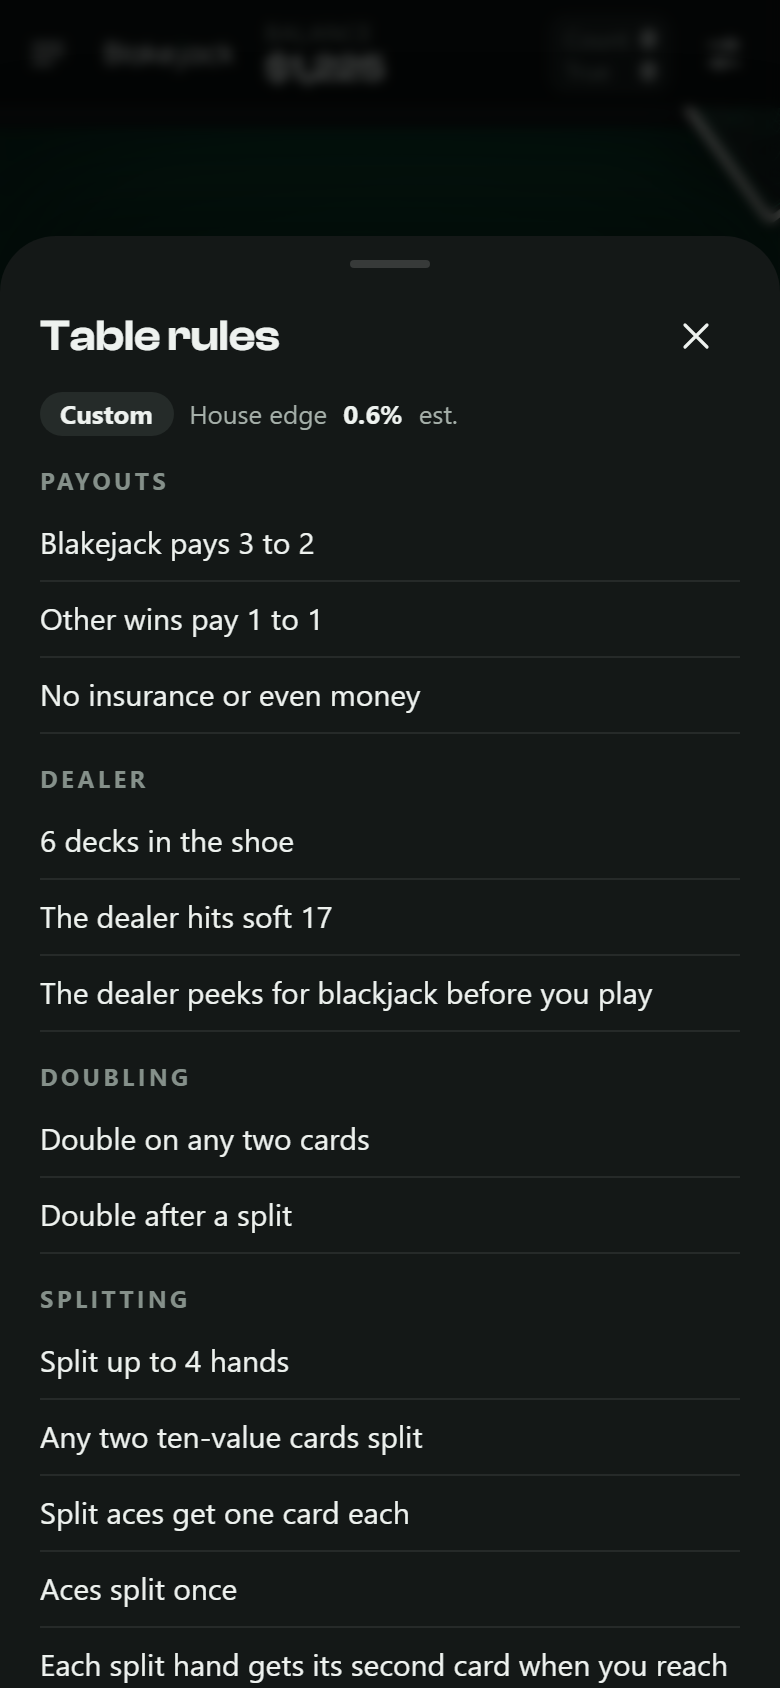 Blakejack
BALANCE
$1,225
Table rules
Custom House edge 0.6% est.
PAYOUTS
Blakejack pays 3 to 2
Other wins pay 1 to 1
No insurance or even money
DEALER
6 decks in the shoe
The dealer hits soft 17
The dealer peeks for blackjack before you play
DOUBLING
Double on any two cards
Double after a split
SPLITTING
Split up to 4 hands
Any two ten-value cards split
Split aces get one card each
Aces split once
Each split hand gets its second card when you reach